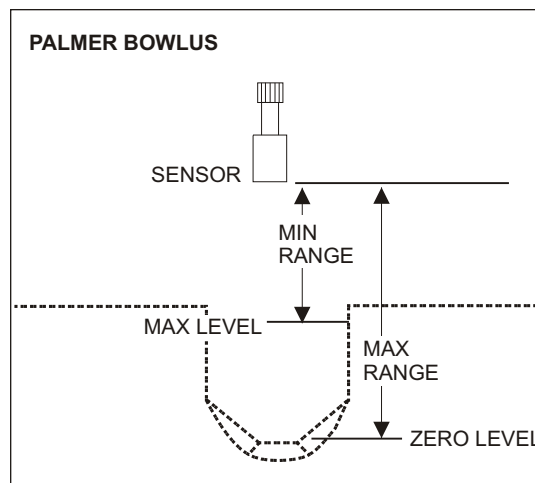 PALMER BOWLUS
SENSOR
MIN
RANGE
MAX LEVEL
MAX
RANGE
ZERO LEVEL